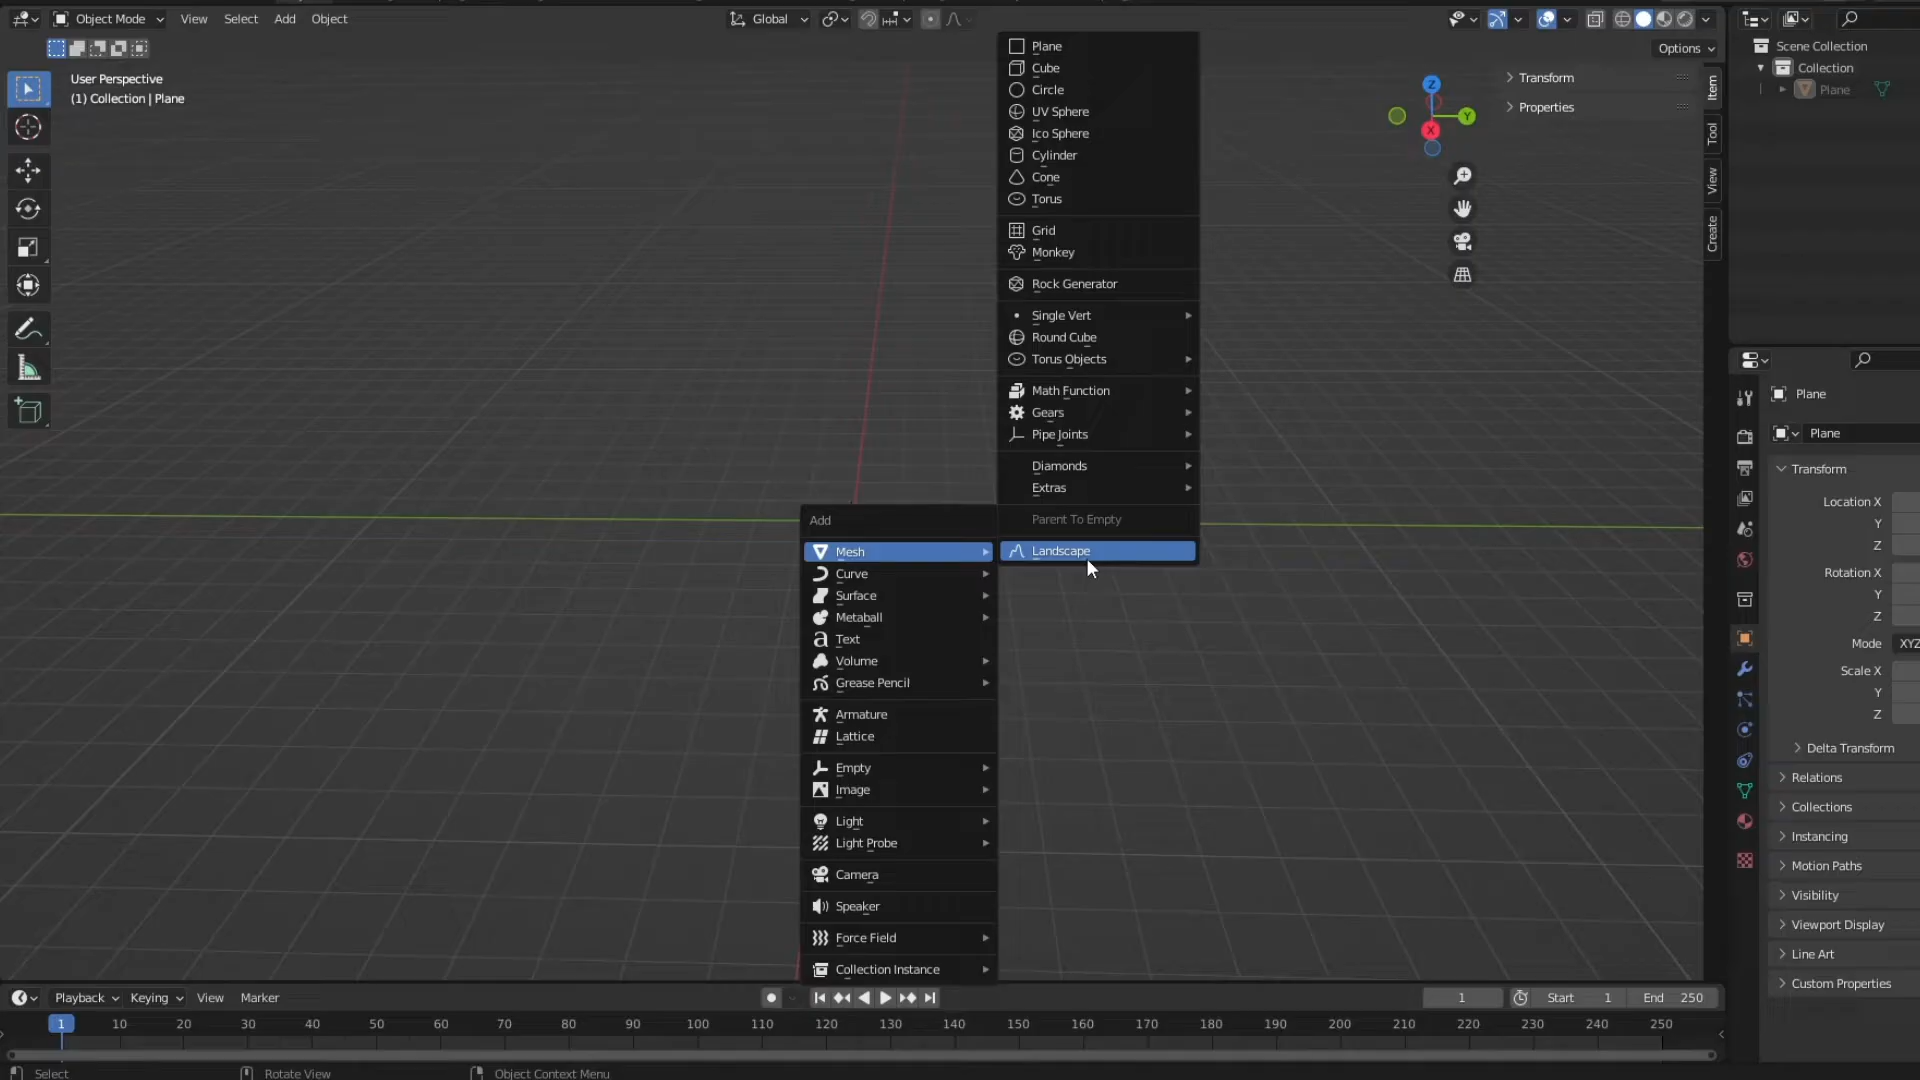 Object Mode View Select Add Object Global
Options
User Perspective
(1) Collection | Plane
Plane
Cube
Circle
UV Sphere
Ico Sphere
Cylinder
Cone
Torus
Grid
Monkey
Rock Generator
Single Vert
Round Cube
Torus Objects
Math Function
Gears
Pipe Joints
Diamonds
Extras
Parent To Empty
Landscape
Add
Mesh
Curve
Surface
Metaball
Text
Volume
Grease Pencil
Armature
Lattice
Empty
Image
Light
Light Probe
Camera
Speaker
Force Field
Collection Instance
Z
Y
X
Transform
Properties
Item
Tool
View
Create
Scene Collection
Collection
Plane
Plane
Plane
Transform
Location X
Y
Z
Rotation X
Y
Z
Mode XYZ
Scale X
Y
Z
Delta Transform
Relations
Collections
Instancing
Motion Paths
Visibility
Viewport Display
Line Art
Custom Properties
Playback Keying View Marker 1 Start 1 End 250
1 10 20 30 40 50 60 70 80 90 100 110 120 130 140 150 160 170 180 190 200 210 220 230 240 250
Select Rotate View Object Context Menu